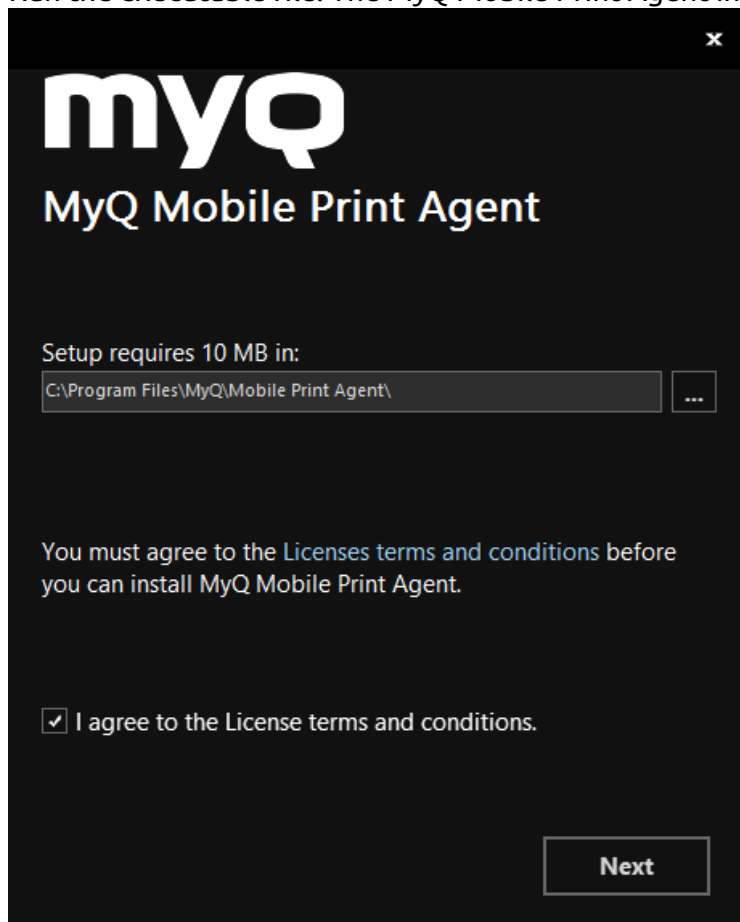 x
myQ
MyQ Mobile Print Agent
Setup requires 10 MB in:
C:\Program Files\MyQ\Mobile Print Agent\
...
You must agree to the Licenses terms and conditions before
you can install MyQ Mobile Print Agent.
I agree to the License terms and conditions.
Next